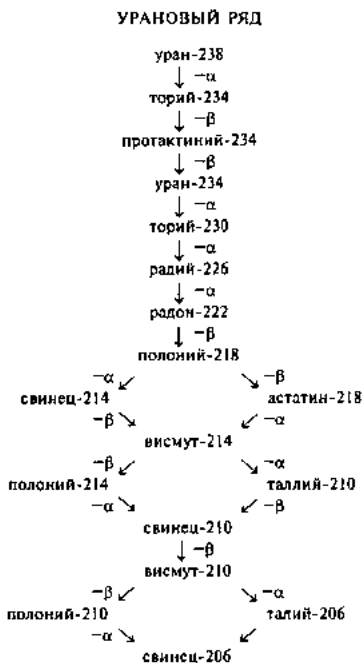 УРАНОВЫЙ РЯД
уран-238
↓ −α
торий-234
↓ −β
протактиний-234
↓ −β
уран-234
↓ −α
торий-230
↓ −α
радий-226
↓ −α
радон-222
↓ −β
полоний-218
−α ↙ ↘ −β
свинец-214 астатин-218
−β ↘ ↙ −α
висмут-214
−β ↙ ↘ −α
полоний-214 таллий-210
−α ↘ ↙ −β
свинец-210
↓ −β
висмут-210
−β ↙ ↘ −α
полоний-210 талий-206
−α ↘ ↙
свинец-206